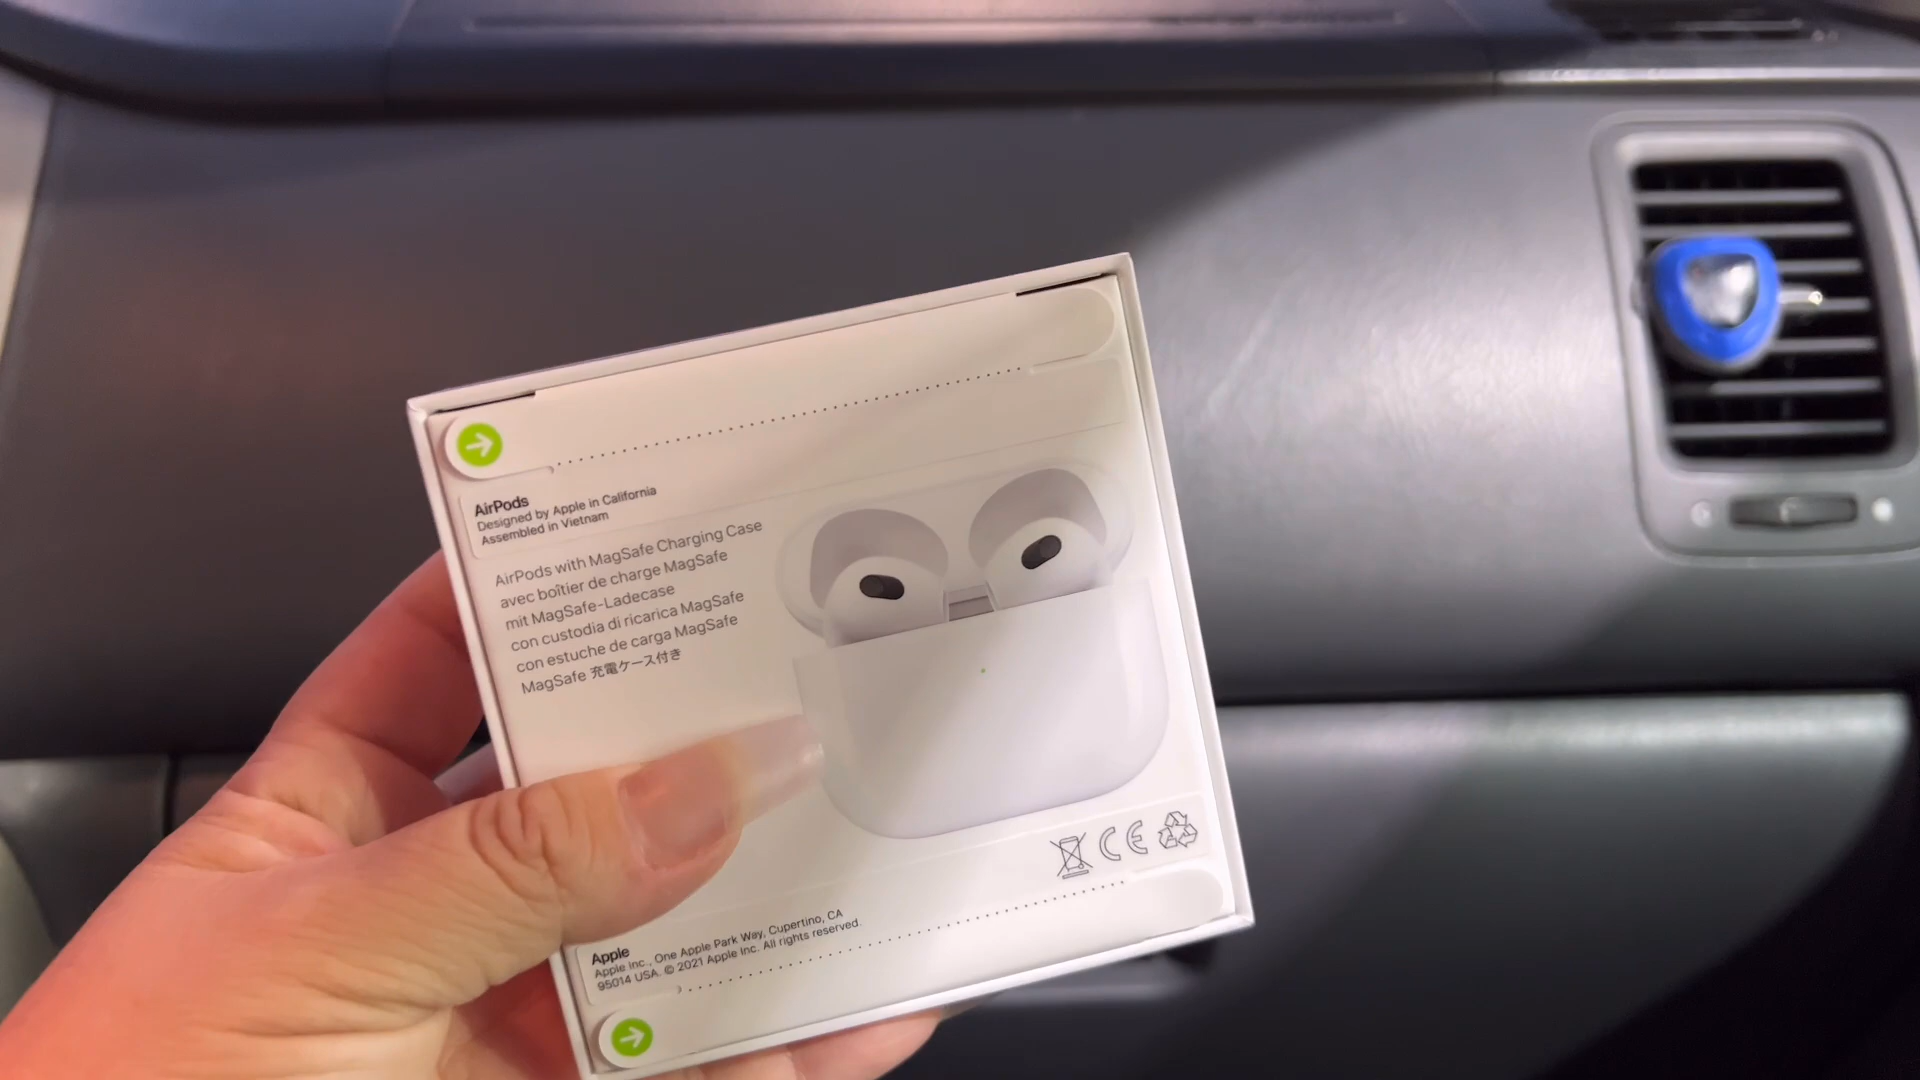 AirPods
Designed by Apple in California
Assembled in Vietnam
AirPods with MagSafe Charging Case
avec boîtier de charge MagSafe
mit MagSafe-Ladecase
con custodia di ricarica MagSafe
con estuche de carga MagSafe
MagSafe 充電ケース付き
CE
Apple
Apple Inc., One Apple Park Way, Cupertino, CA
95014 USA. © 2021 Apple Inc. All rights reserved.